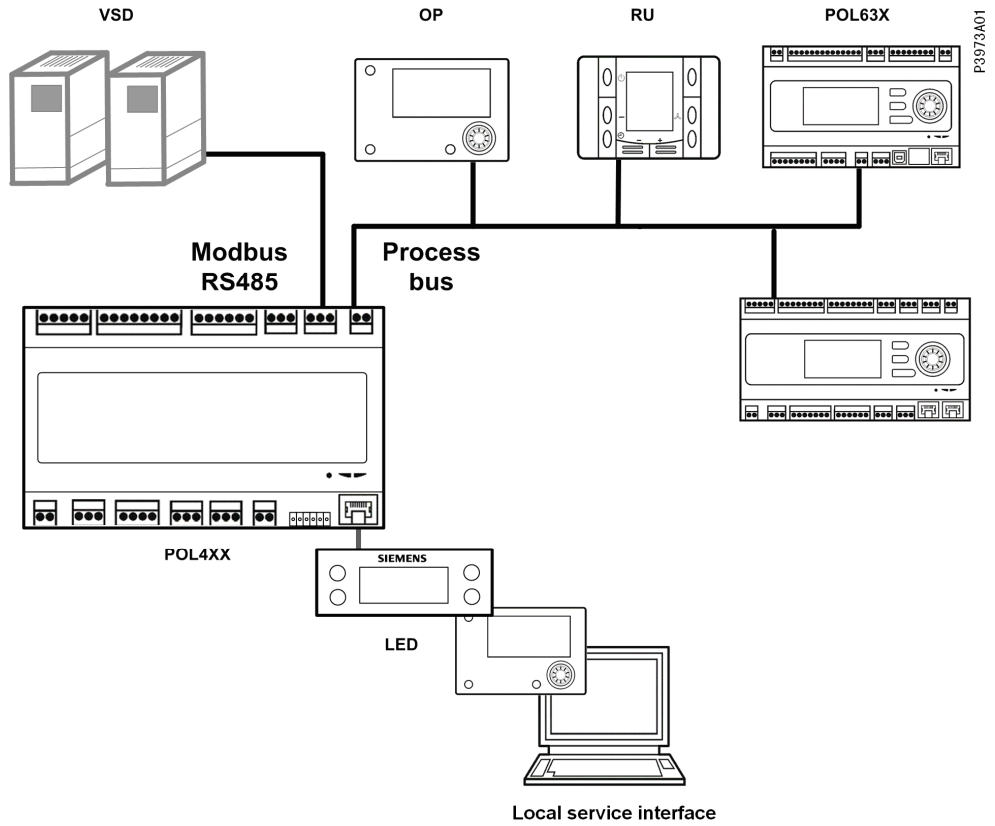 VSD
OP
RU
POL63X
P3973A01
Modbus
RS485
Process
bus
POL4XX
SIEMENS
LED
Local service interface